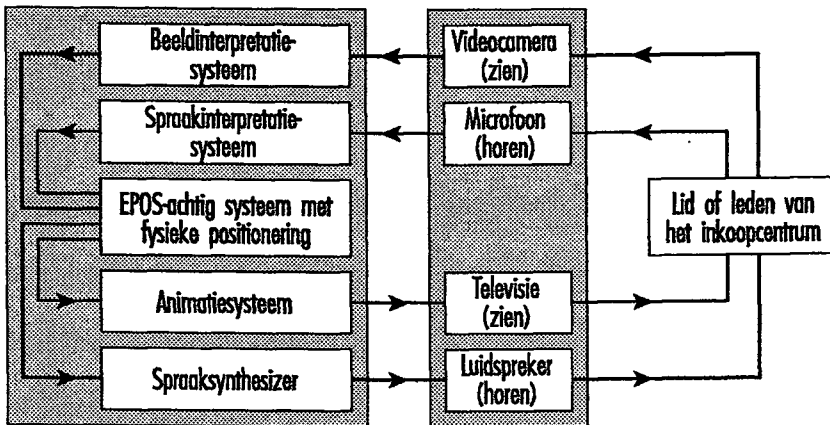 Beeldinterpretatie-
systeem
Videocamera
(zien)
Spraakinterpretatie-
systeem
Microfoon
(horen)
EPOS-achtig systeem met
fysieke positionering
Lid of leden van
het inkoopcentrum
Animatiesysteem
Televisie
(zien)
Spraaksynthesizer
Luidspreker
(horen)